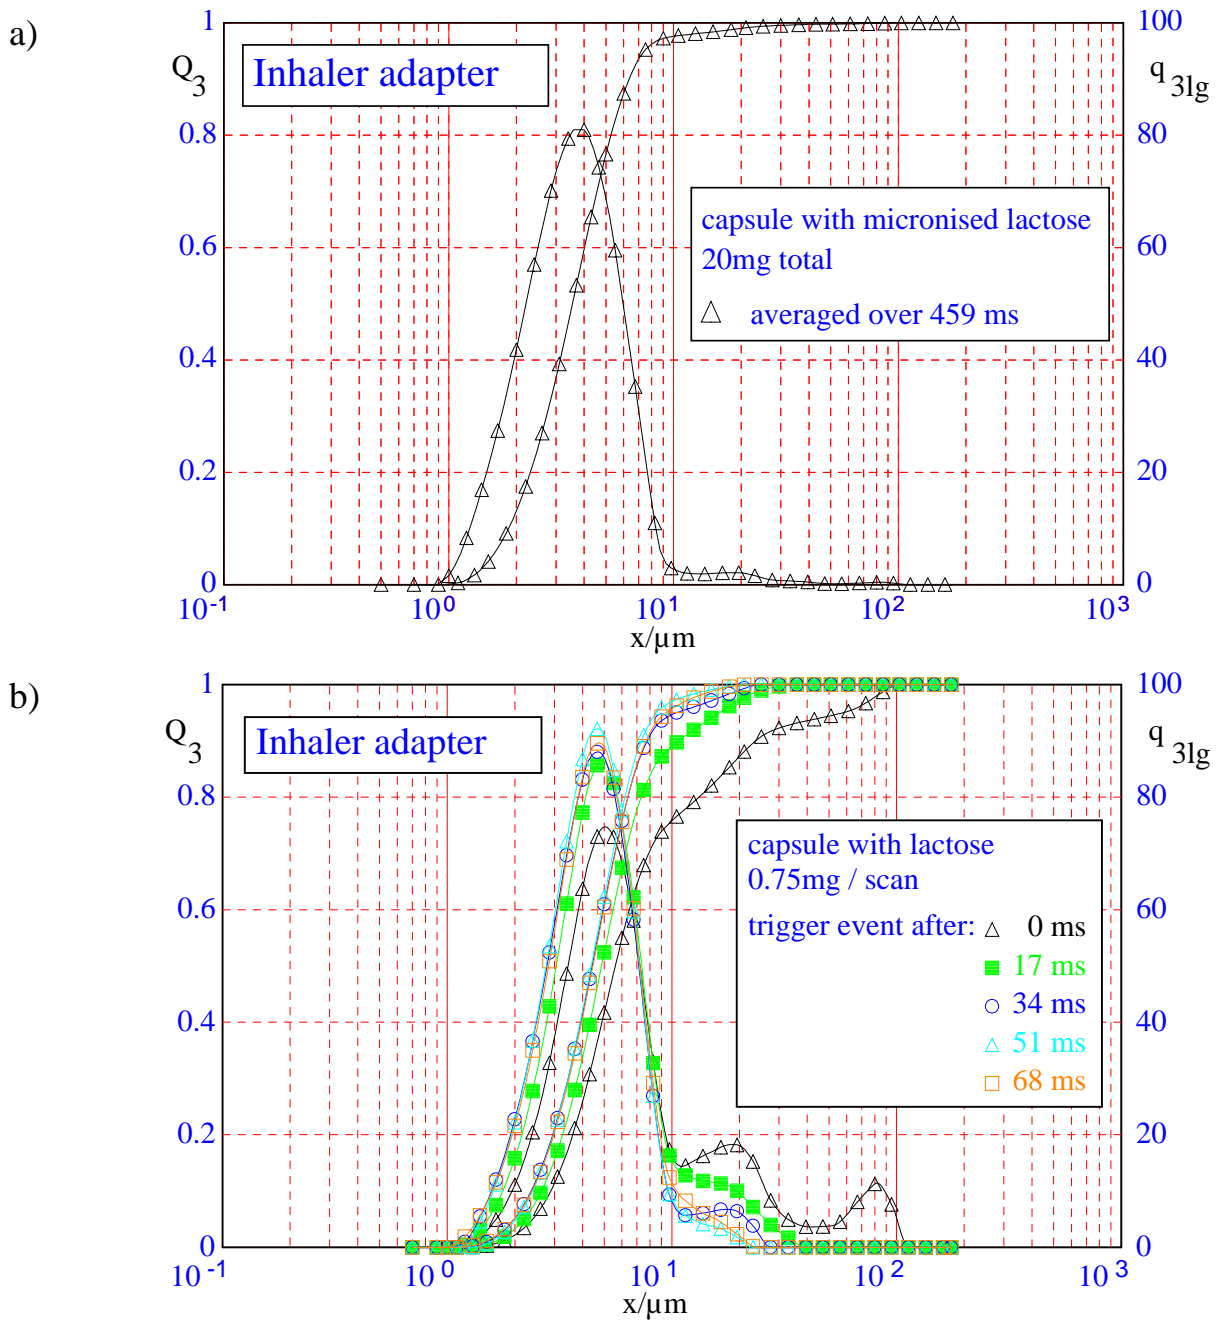 a)
Q3
q3lg
Inhaler adapter
capsule with micronised lactose
20mg total
averaged over 459 ms
1
0.8
0.6
0.4
0.2
0
100
80
60
40
20
0
10-1 100 101 102 103
x/µm
b)
Q3
q3lg
Inhaler adapter
capsule with lactose
0.75mg / scan
trigger event after: 0 ms
17 ms
34 ms
51 ms
68 ms
1
0.8
0.6
0.4
0.2
0
100
80
60
40
20
0
10-1 100 101 102 103
x/µm